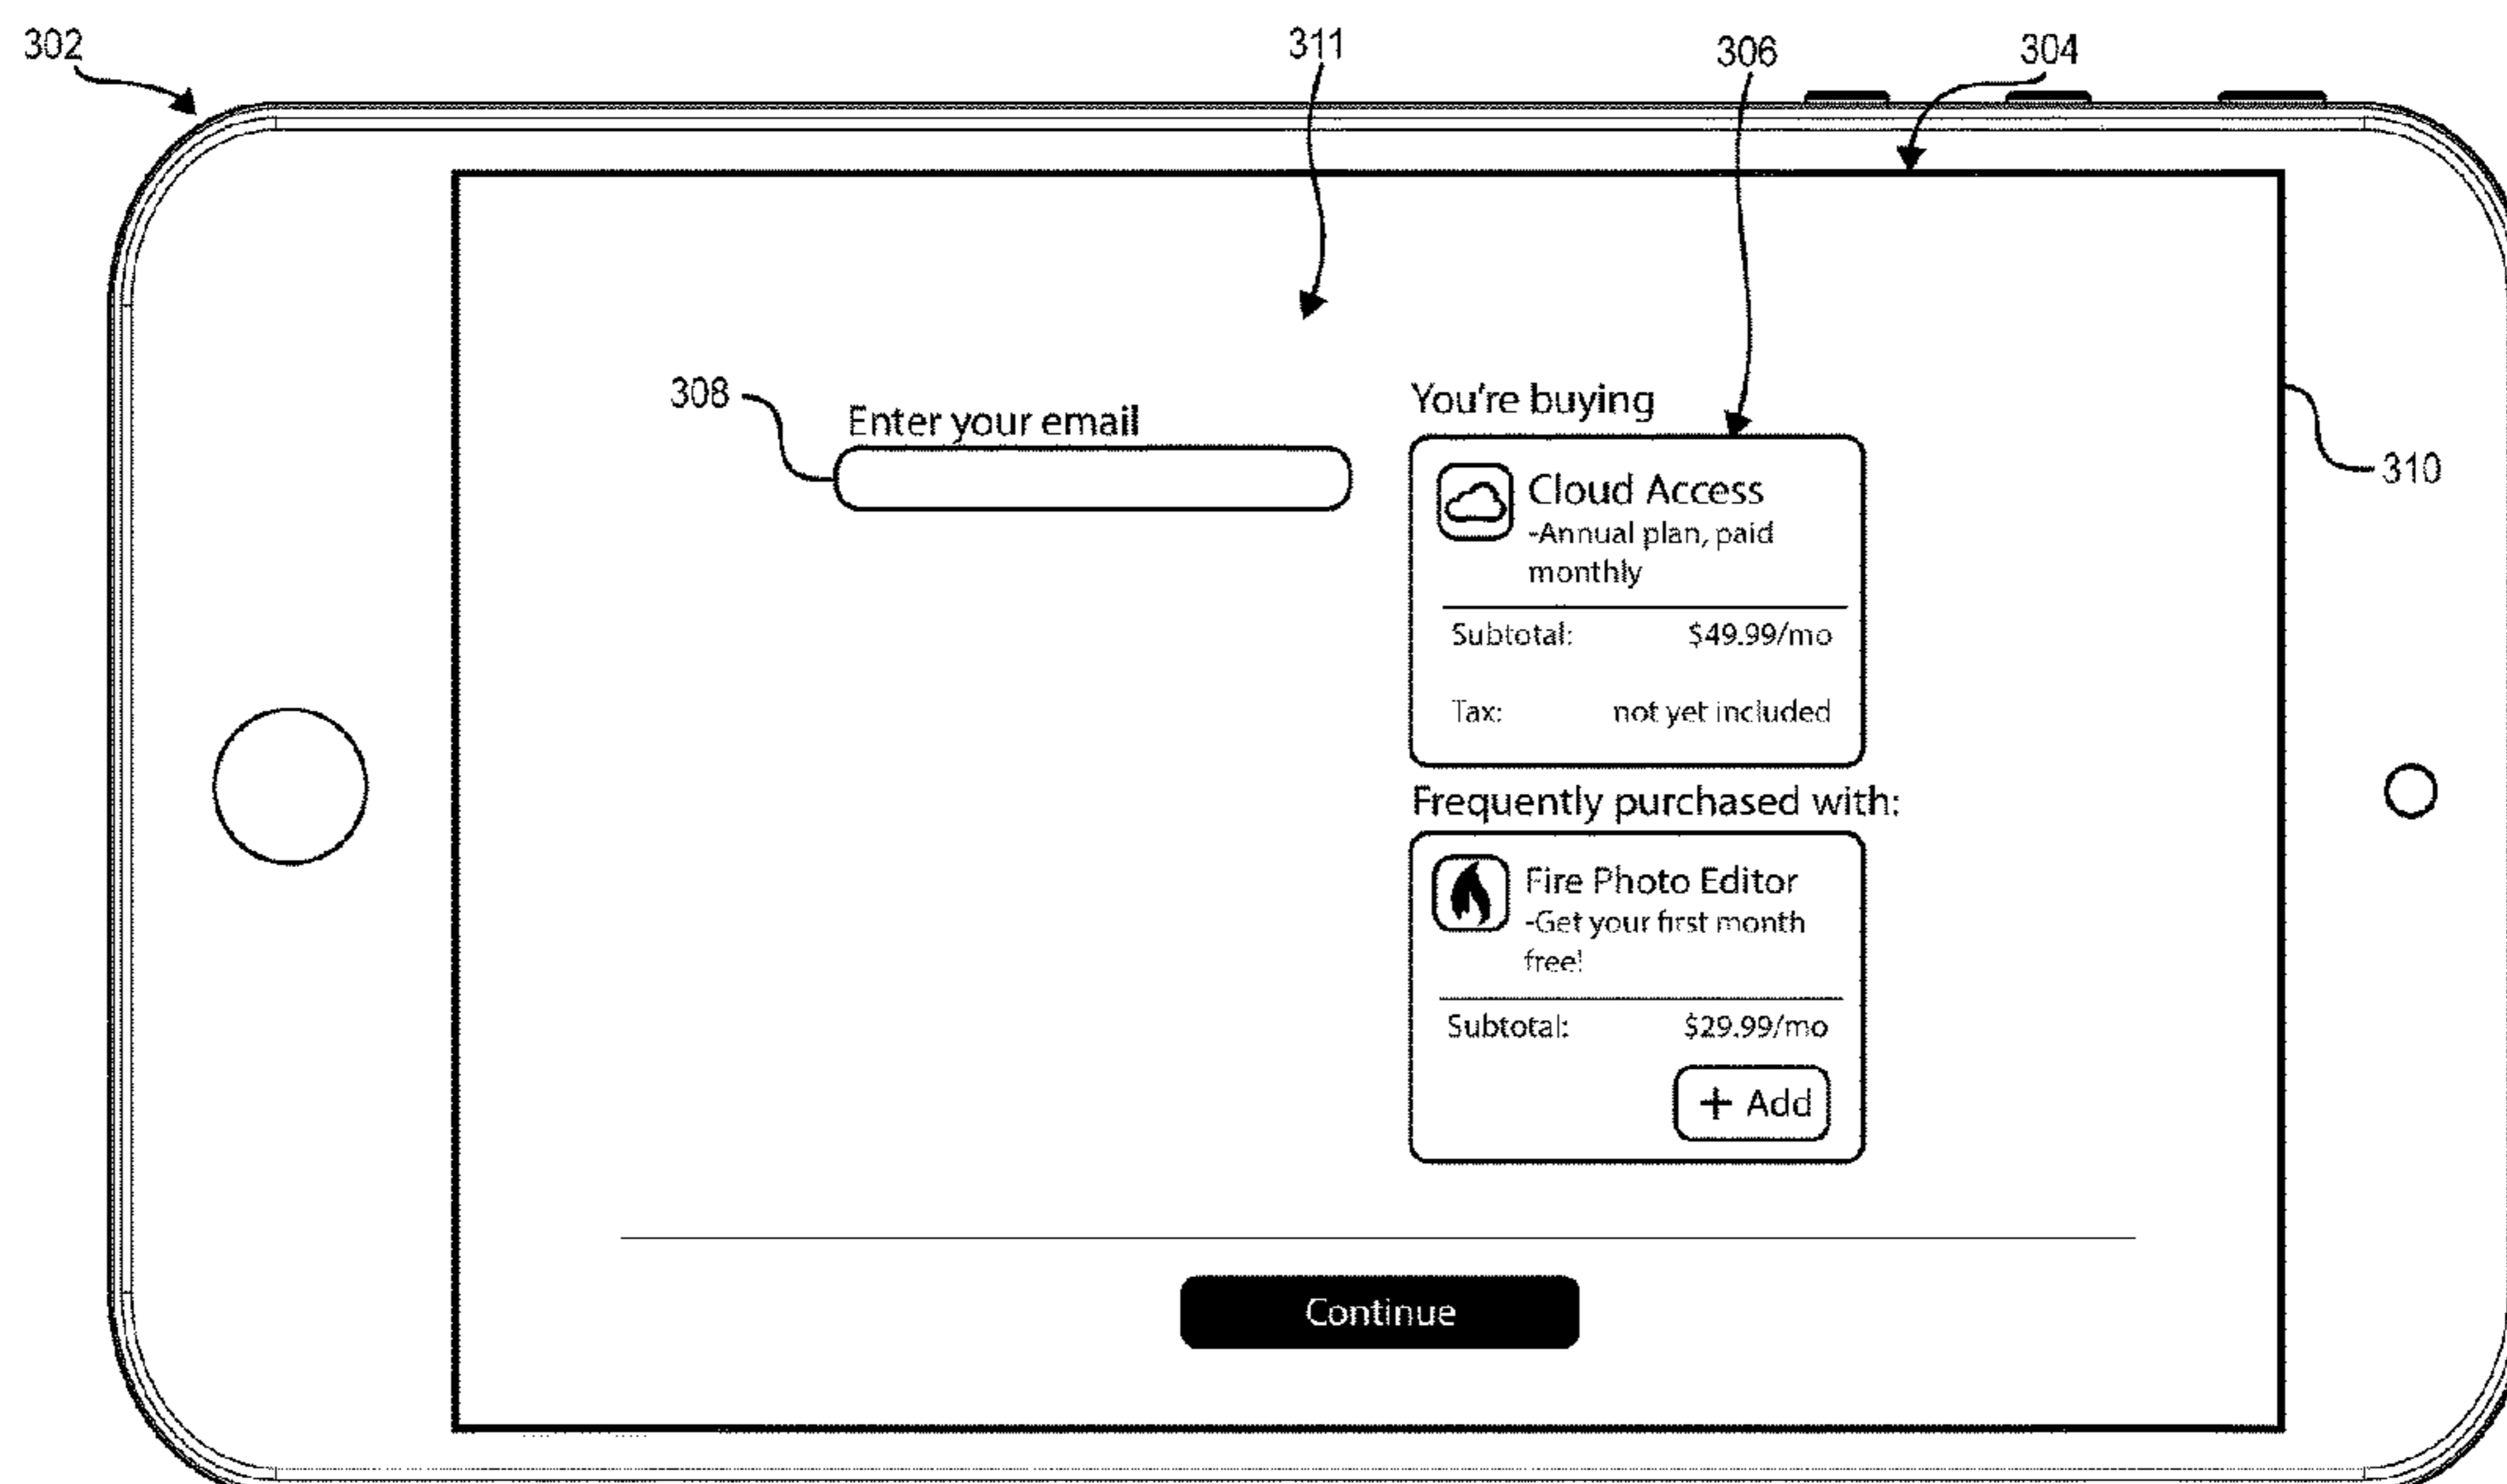 302
311
306
304
308
Enter your email
310
You're buying
Cloud Access
-Annual plan, paid
monthly
Subtotal: $49.99/mo
Tax: not yet included
Frequently purchased with:
Fire Photo Editor
-Get your first month
free!
Subtotal: $29.99/mo
+ Add
Continue